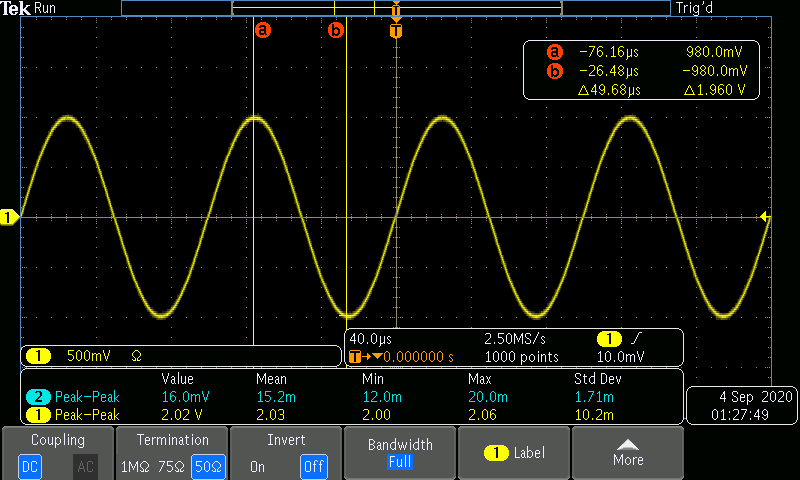 Tek Run Trig'd
T
a b T
a −76.16µs 980.0mV
b −26.48µs −980.0mV
Δ49.68µs Δ1.960 V
1
1 500mV Ω
40.0µs 2.50MS/s 1
T→▼0.000000 s 1000 points 10.0mV
Value Mean Min Max Std Dev
2 Peak−Peak 16.0mV 15.2m 12.0m 20.0m 1.71m
1 Peak−Peak 2.02 V 2.03 2.00 2.06 10.2m
4 Sep 2020
01:27:49
Coupling Termination Invert Bandwidth
Full 1 Label More
DC AC 1MΩ 75Ω 50Ω On Off